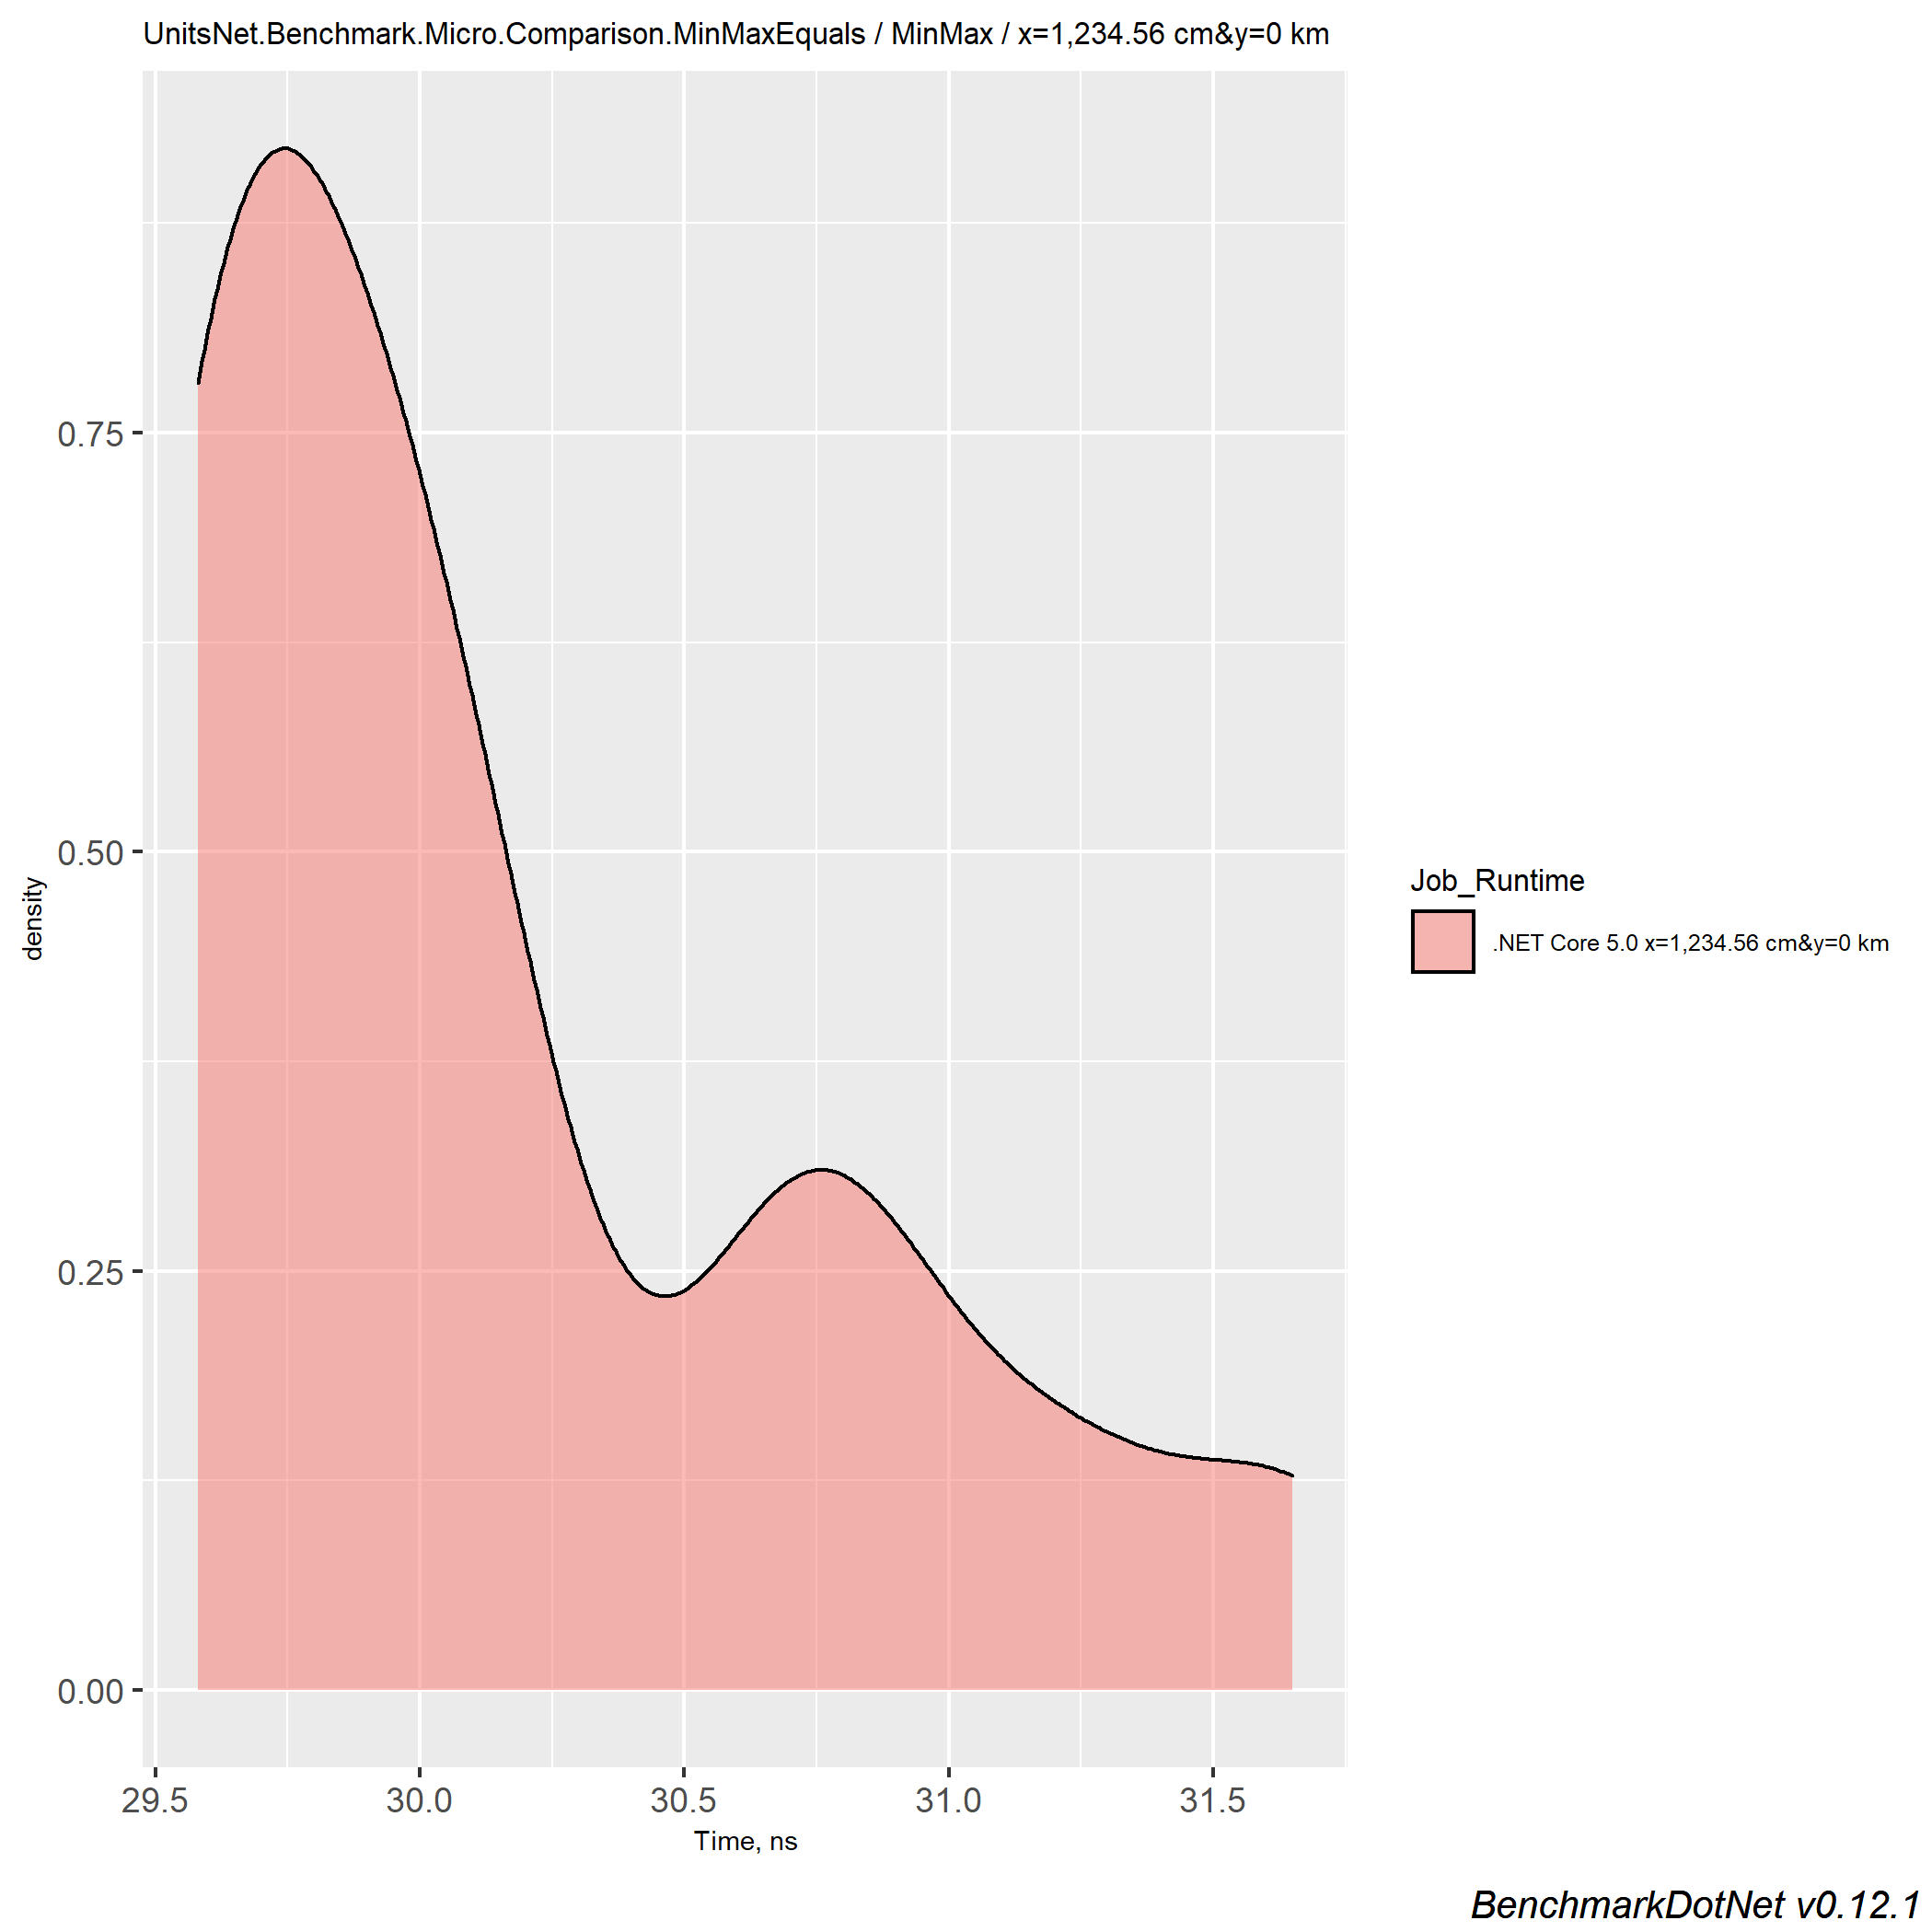 UnitsNet.Benchmark.Micro.Comparison.MinMaxEquals / MinMax / x=1,234.56 cm&y=0 km
0.75
0.50
0.25
0.00
density
29.5 30.0 30.5 31.0 31.5
Time, ns
Job_Runtime
.NET Core 5.0 x=1,234.56 cm&y=0 km
BenchmarkDotNet v0.12.1